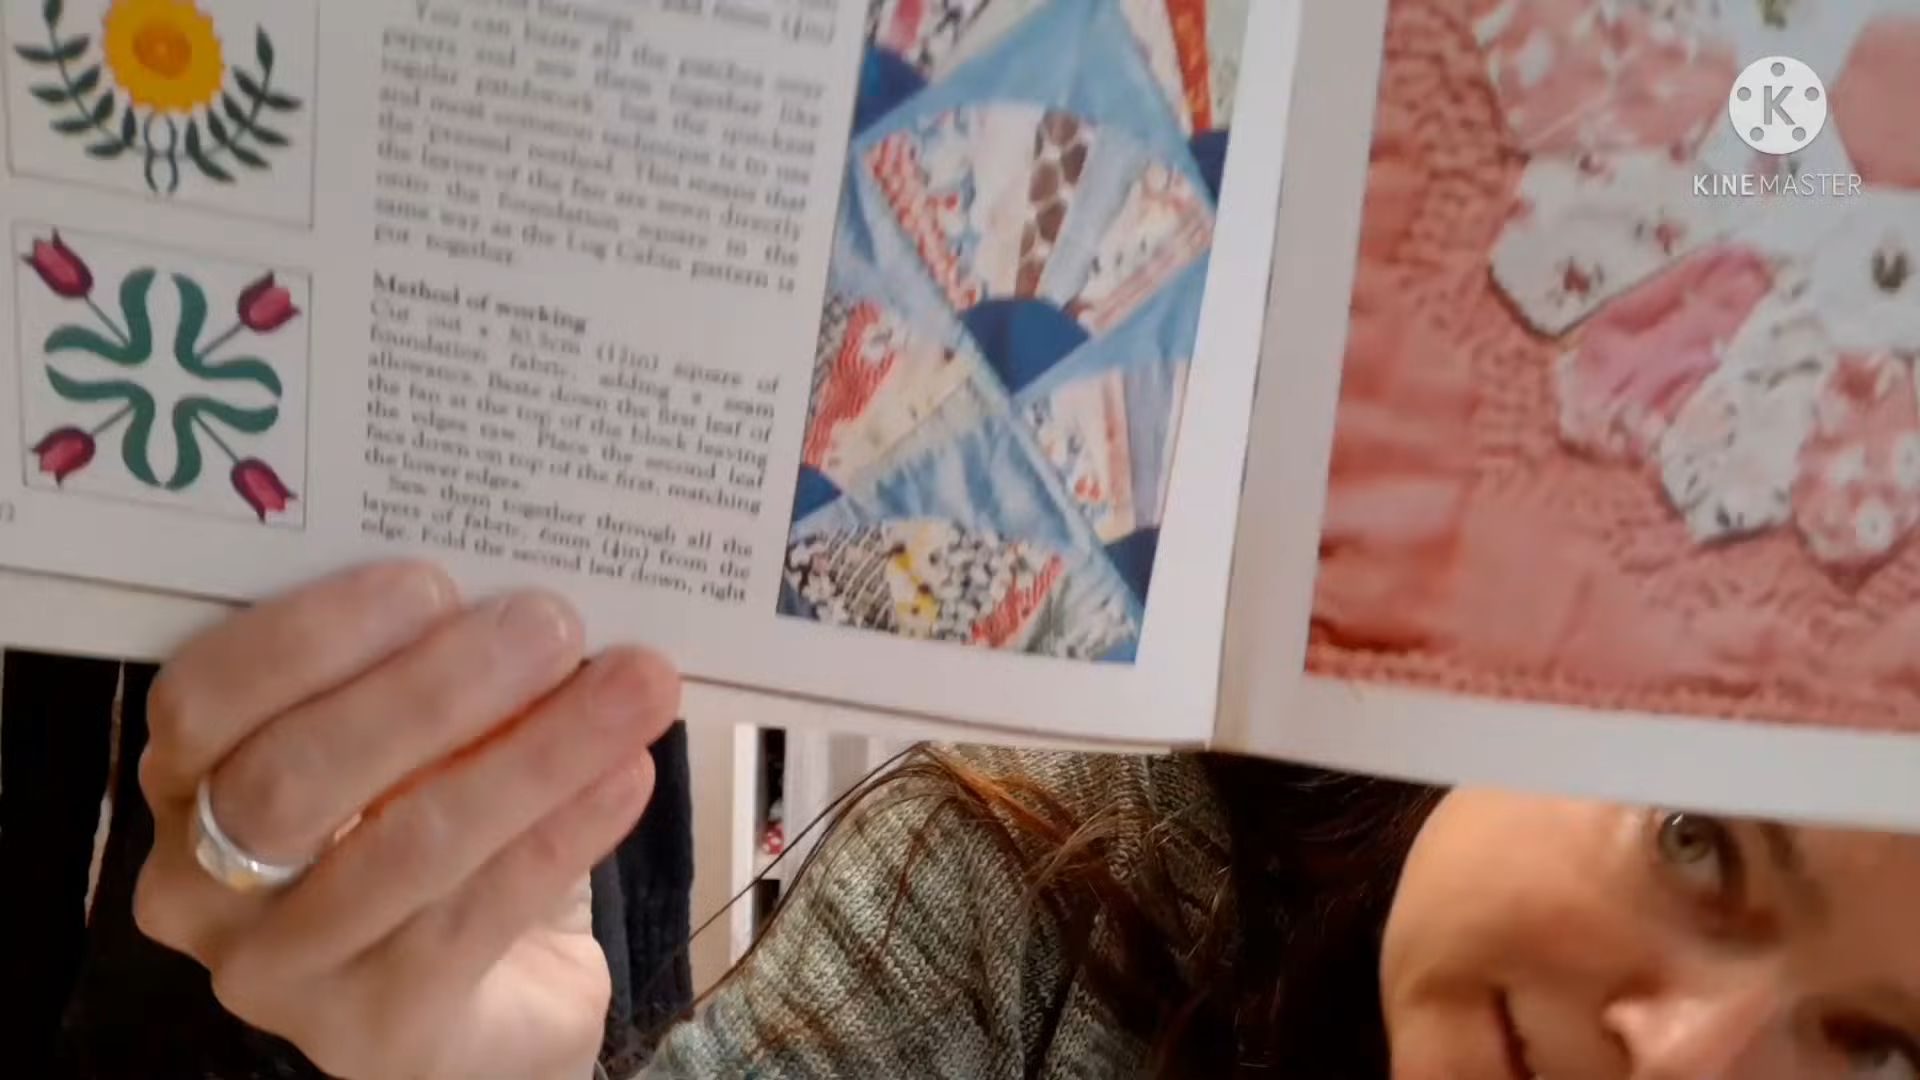 You can baste all the patches over
papers and sew them together like
regular patchwork, but the quickest
and most common technique is to use
the pressed method. This means that
the leaves of the fan are sewn directly
onto the foundation square in the
same way as the Log Cabin pattern is
put together.
Method of working
Cut out a 30.5cm (12in) square of
foundation fabric, adding a seam
allowance. Baste down the first leaf of
the fan at the top of the block leaving
the edges raw. Place the second leaf
face down on top of the first, matching
the lower edges.
Sew them together through all the
layers of fabric, 6mm (¼in) from the
edge. Fold the second leaf down, right
KINEMASTER